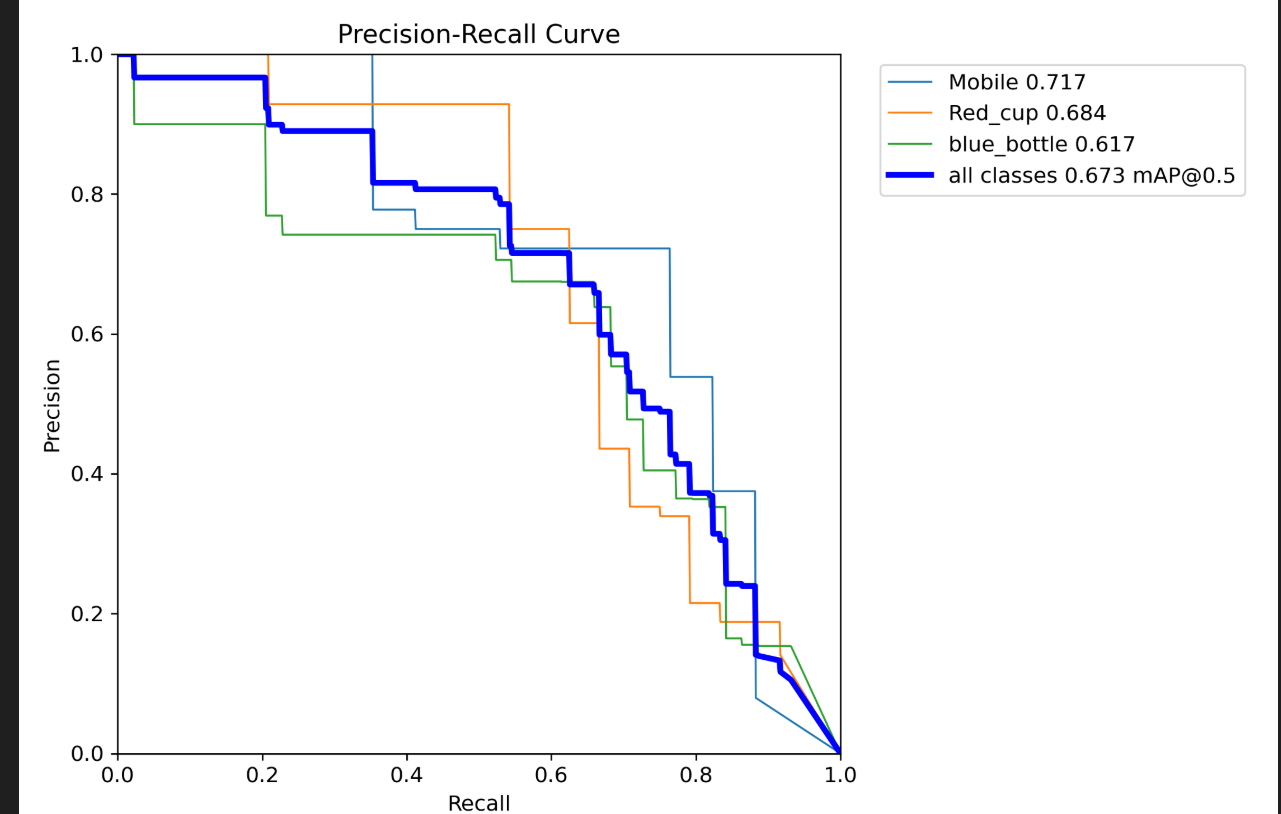 Precision-Recall Curve
1.0
0.8
0.6
0.4
0.2
0.0
Precision
0.0 0.2 0.4 0.6 0.8 1.0
Recall
Mobile 0.717
Red_cup 0.684
blue_bottle 0.617
all classes 0.673 mAP@0.5